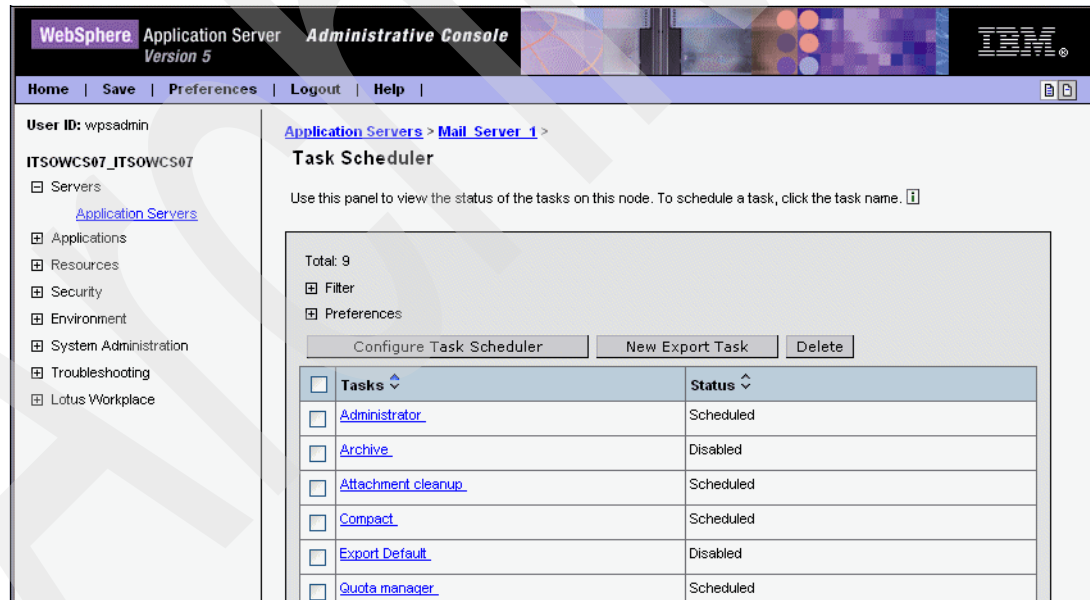 WebSphere Application Server Administrative Console
Version 5
IBM®
Home | Save | Preferences | Logout | Help |
User ID: wpsadmin
ITSOWCS07_ITSOWCS07
Servers
Application Servers
Applications
Resources
Security
Environment
System Administration
Troubleshooting
Lotus Workplace
Application Servers > Mail_Server_1 >
Task Scheduler
Use this panel to view the status of the tasks on this node. To schedule a task, click the task name. i
Total: 9
Filter
Preferences
Configure Task Scheduler New Export Task Delete
Tasks Status
Administrator Scheduled
Archive Disabled
Attachment cleanup Scheduled
Compact Scheduled
Export Default Disabled
Quota manager Scheduled